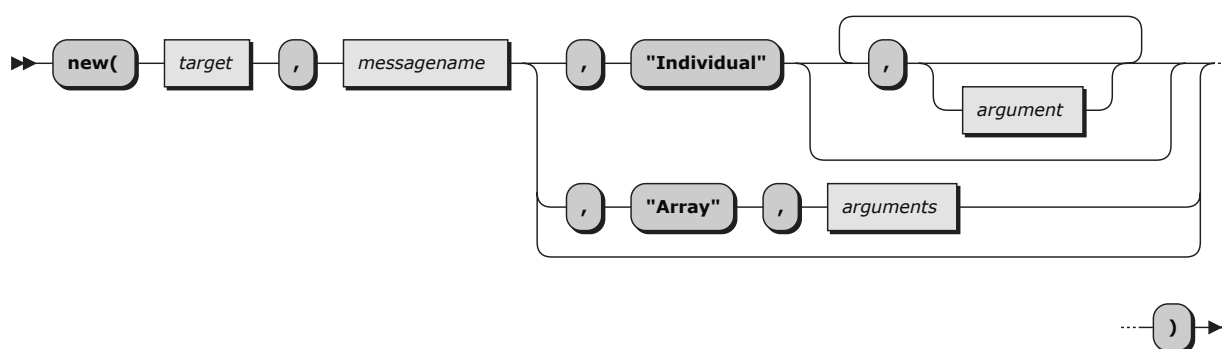 new( target , messagename , "Individual" ,
argument
, "Array" , arguments
)